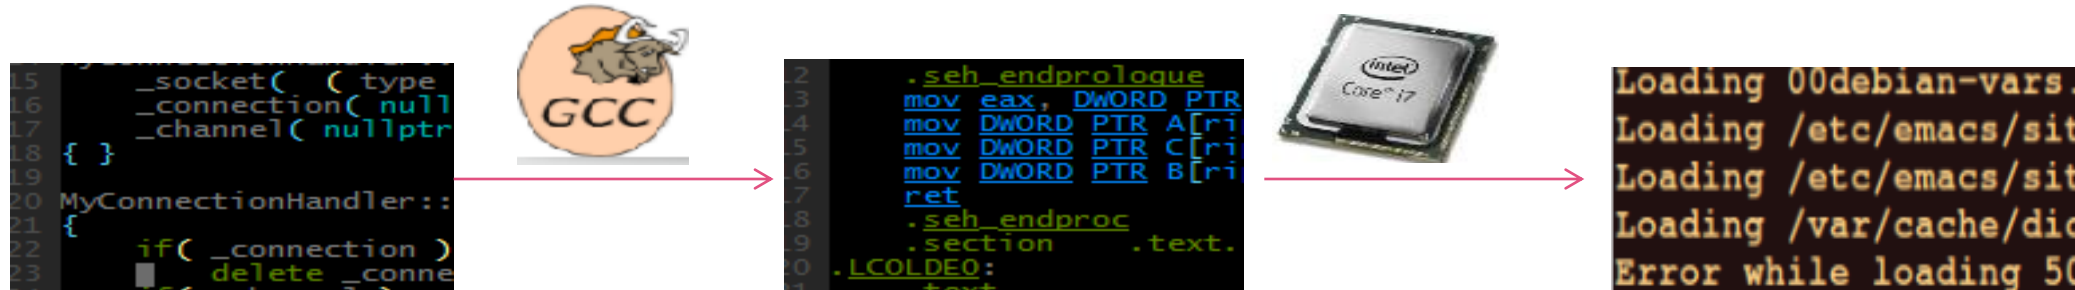 15 _socket( ( type
16 _connection( null
17 _channel( nullptr
18 { }
19
20 MyConnectionHandler::
21 {
22 if( _connection )
23 delete _conne
GCC
.seh_endprologue
mov eax, DWORD PTR
mov DWORD PTR A[ri
mov DWORD PTR C[ri
mov DWORD PTR B[ri
ret
.seh_endproc
.section .text.
.LCOLDE0:
.text
intel
Core i7
Loading 00debian-vars.
Loading /etc/emacs/sit
Loading /etc/emacs/sit
Loading /var/cache/dic
Error while loading 50